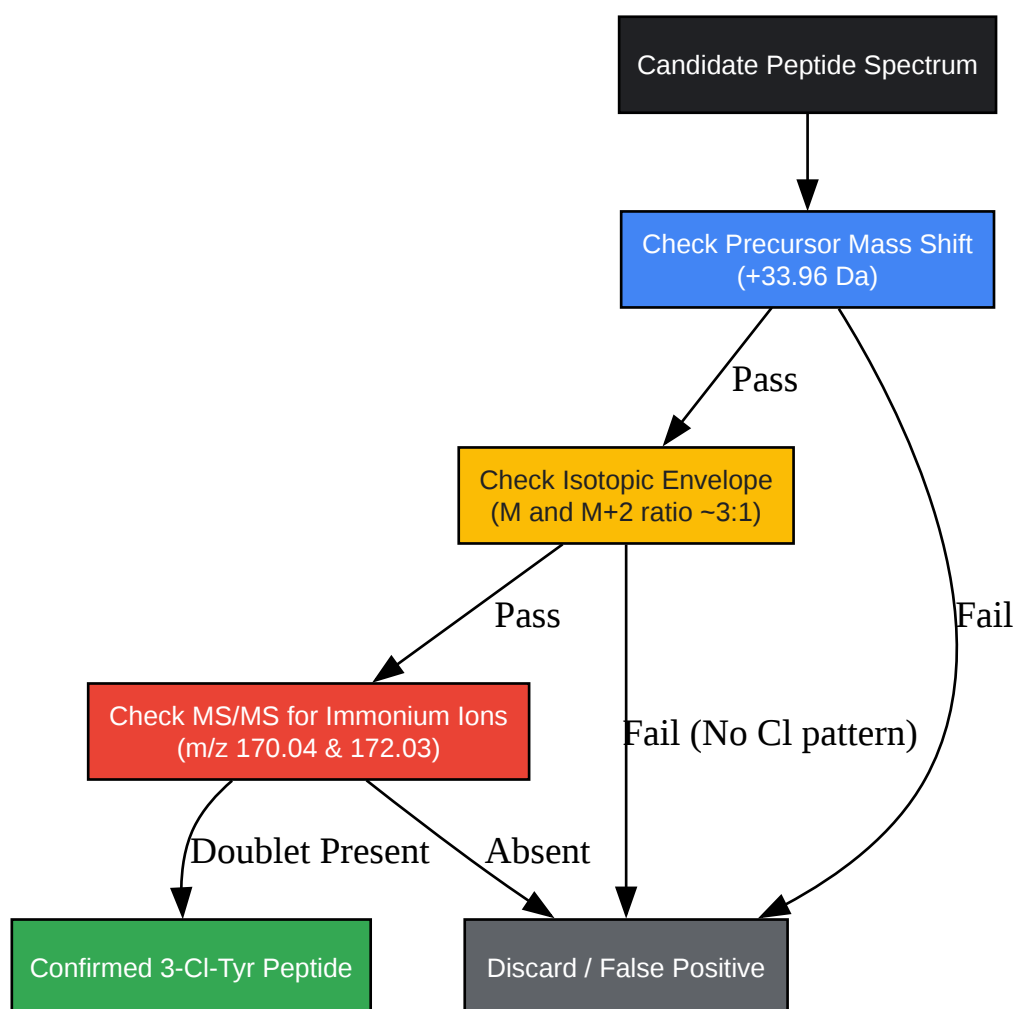 Candidate Peptide Spectrum
Check Precursor Mass Shift
(+33.96 Da)
Pass
Check Isotopic Envelope
(M and M+2 ratio ~3:1)
Pass
Fail
Check MS/MS for Immonium Ions
(m/z 170.04 & 172.03)
Fail (No Cl pattern)
Doublet Present
Absent
Confirmed 3-Cl-Tyr Peptide
Discard / False Positive